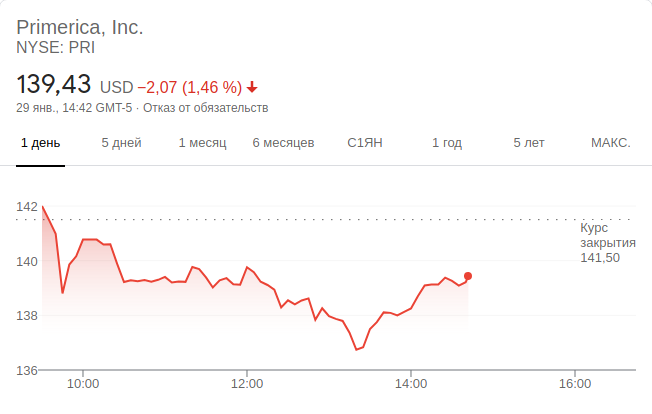 Primerica, Inc.
NYSE: PRI
139,43 USD −2,07 (1,46 %)
29 янв., 14:42 GMT-5 · Отказ от обязательств
1 день 5 дней 1 месяц 6 месяцев С1ЯН 1 год 5 лет МАКС.
142
Курс
закрытия
141,50
140
138
136
10:00 12:00 14:00 16:00